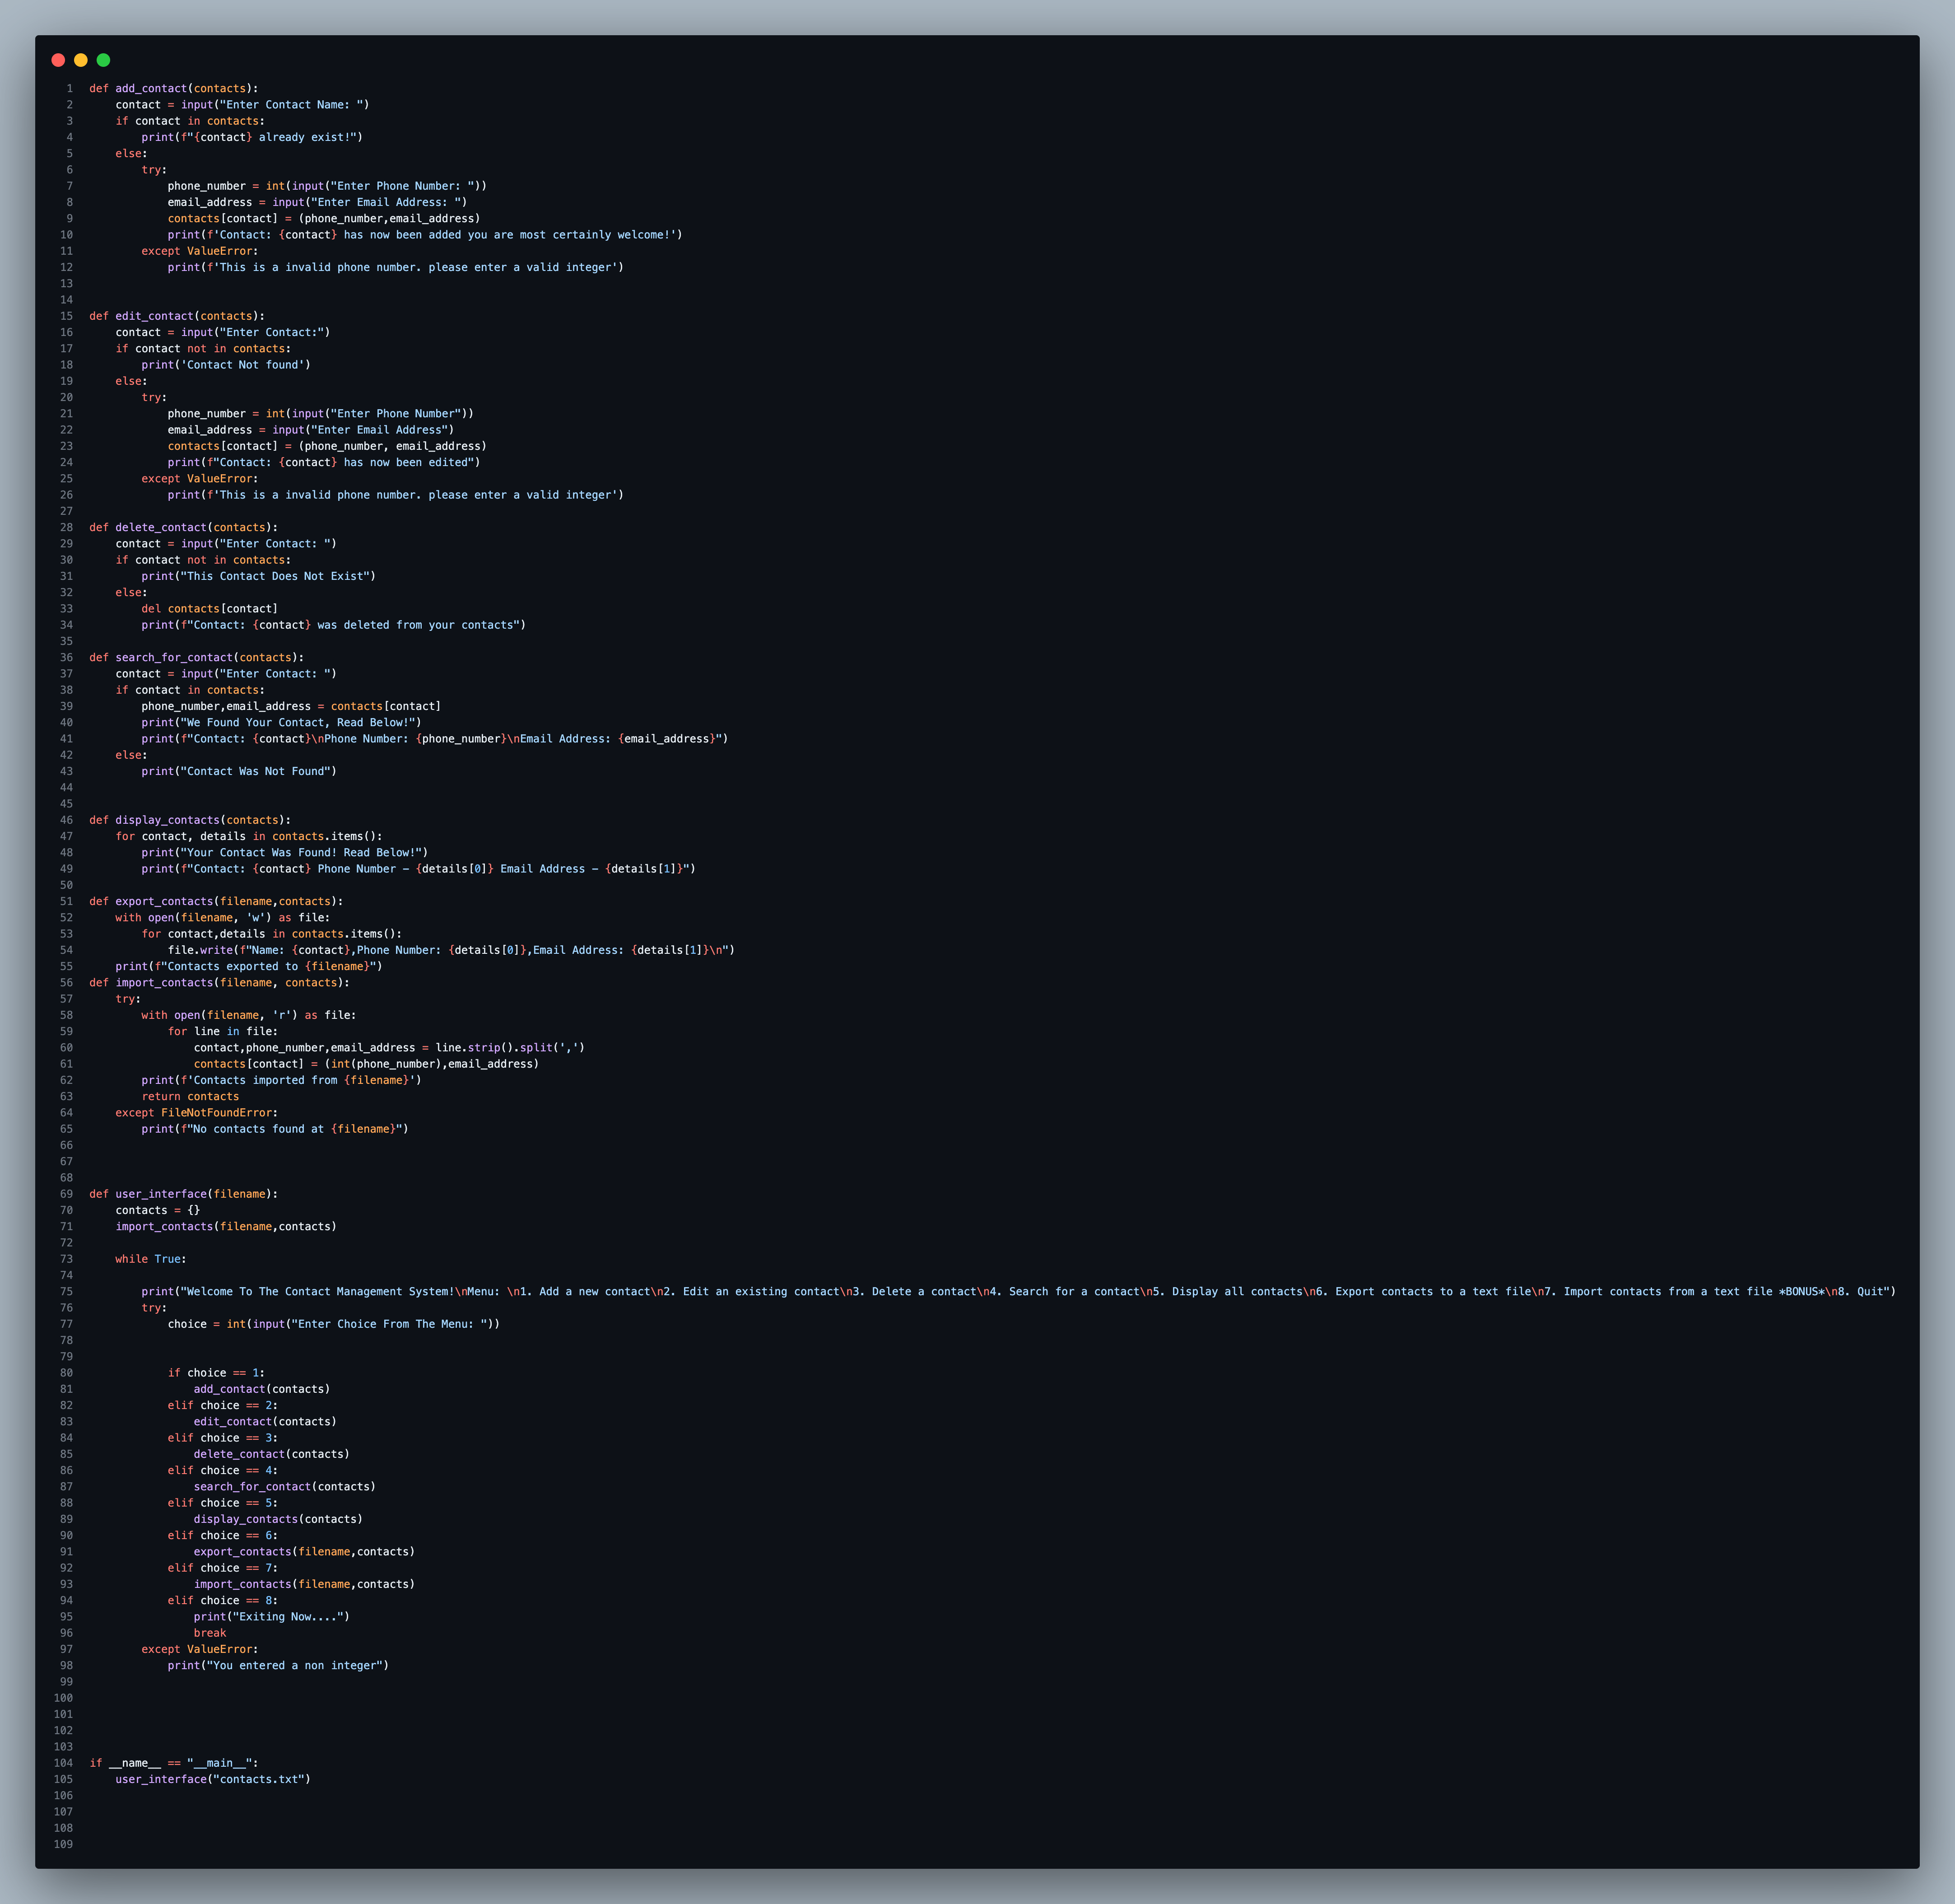 1 def add_contact(contacts):
2     contact = input("Enter Contact Name: ")
3     if contact in contacts:
4         print(f"{contact} already exist!")
5     else:
6         try:
7             phone_number = int(input("Enter Phone Number: "))
8             email_address = input("Enter Email Address: ")
9             contacts[contact] = (phone_number,email_address)
10             print(f'Contact: {contact} has now been added you are most certainly welcome!')
11         except ValueError:
12             print(f'This is a invalid phone number. please enter a valid integer')
13
14
15 def edit_contact(contacts):
16     contact = input("Enter Contact:")
17     if contact not in contacts:
18         print('Contact Not found')
19     else:
20         try:
21             phone_number = int(input("Enter Phone Number"))
22             email_address = input("Enter Email Address")
23             contacts[contact] = (phone_number, email_address)
24             print(f"Contact: {contact} has now been edited")
25         except ValueError:
26             print(f'This is a invalid phone number. please enter a valid integer')
27
28 def delete_contact(contacts):
29     contact = input("Enter Contact: ")
30     if contact not in contacts:
31         print("This Contact Does Not Exist")
32     else:
33         del contacts[contact]
34         print(f"Contact: {contact} was deleted from your contacts")
35
36 def search_for_contact(contacts):
37     contact = input("Enter Contact: ")
38     if contact in contacts:
39         phone_number,email_address = contacts[contact]
40         print("We Found Your Contact, Read Below!")
41         print(f"Contact: {contact}\nPhone Number: {phone_number}\nEmail Address: {email_address}")
42     else:
43         print("Contact Was Not Found")
44
45
46 def display_contacts(contacts):
47     for contact, details in contacts.items():
48         print("Your Contact Was Found! Read Below!")
49         print(f"Contact: {contact} Phone Number – {details[0]} Email Address – {details[1]}")
50
51 def export_contacts(filename,contacts):
52     with open(filename, 'w') as file:
53         for contact,details in contacts.items():
54             file.write(f"Name: {contact},Phone Number: {details[0]},Email Address: {details[1]}\n")
55     print(f"Contacts exported to {filename}")
56 def import_contacts(filename, contacts):
57     try:
58         with open(filename, 'r') as file:
59             for line in file:
60                 contact,phone_number,email_address = line.strip().split(',')
61                 contacts[contact] = (int(phone_number),email_address)
62         print(f'Contacts imported from {filename}')
63         return contacts
64     except FileNotFoundError:
65         print(f"No contacts found at {filename}")
66
67
68
69 def user_interface(filename):
70     contacts = {}
71     import_contacts(filename,contacts)
72
73     while True:
74
75         print("Welcome To The Contact Management System!\nMenu: \n1. Add a new contact\n2. Edit an existing contact\n3. Delete a contact\n4. Search for a contact\n5. Display all contacts\n6. Export contacts to a text file\n7. Import contacts from a text file *BONUS*\n8. Quit")
76         try:
77             choice = int(input("Enter Choice From The Menu: "))
78
79
80             if choice == 1:
81                 add_contact(contacts)
82             elif choice == 2:
83                 edit_contact(contacts)
84             elif choice == 3:
85                 delete_contact(contacts)
86             elif choice == 4:
87                 search_for_contact(contacts)
88             elif choice == 5:
89                 display_contacts(contacts)
90             elif choice == 6:
91                 export_contacts(filename,contacts)
92             elif choice == 7:
93                 import_contacts(filename,contacts)
94             elif choice == 8:
95                 print("Exiting Now....")
96                 break
97         except ValueError:
98             print("You entered a non integer")
99
100
101
102
103
104 if __name__ == "__main__":
105     user_interface("contacts.txt")
106
107
108
109